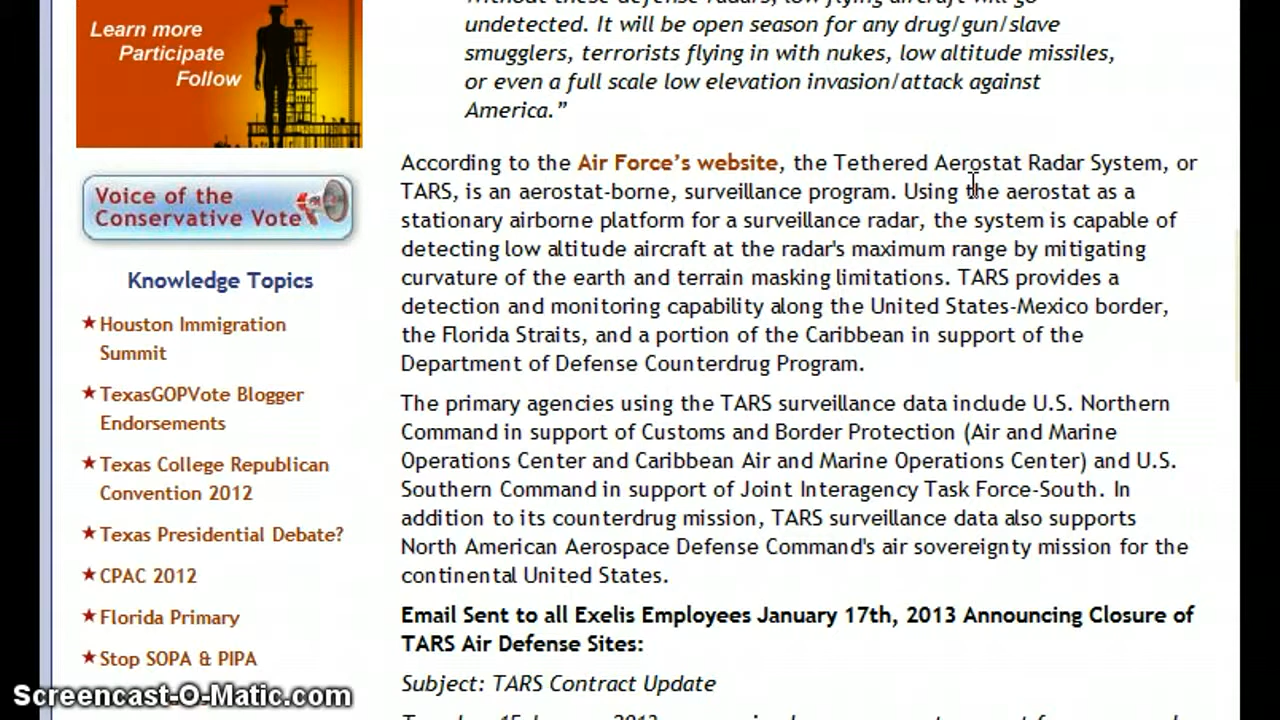 Learn more
Participate
Follow
Voice of the
Conservative Vote
Knowledge Topics
Houston Immigration
Summit
TexasGOPVote Blogger
Endorsements
Texas College Republican
Convention 2012
Texas Presidential Debate?
CPAC 2012
Florida Primary
Stop SOPA & PIPA
Without these defense radars, low flying aircraft will go
undetected. It will be open season for any drug/gun/slave
smugglers, terrorists flying in with nukes, low altitude missiles,
or even a full scale low elevation invasion/attack against
America.”
According to the Air Force’s website, the Tethered Aerostat Radar System, or
TARS, is an aerostat-borne, surveillance program. Using the aerostat as a
stationary airborne platform for a surveillance radar, the system is capable of
detecting low altitude aircraft at the radar's maximum range by mitigating
curvature of the earth and terrain masking limitations. TARS provides a
detection and monitoring capability along the United States-Mexico border,
the Florida Straits, and a portion of the Caribbean in support of the
Department of Defense Counterdrug Program.
The primary agencies using the TARS surveillance data include U.S. Northern
Command in support of Customs and Border Protection (Air and Marine
Operations Center and Caribbean Air and Marine Operations Center) and U.S.
Southern Command in support of Joint Interagency Task Force-South. In
addition to its counterdrug mission, TARS surveillance data also supports
North American Aerospace Defense Command's air sovereignty mission for the
continental United States.
Email Sent to all Exelis Employees January 17th, 2013 Announcing Closure of
TARS Air Defense Sites:
Subject: TARS Contract Update
Screencast-O-Matic.com